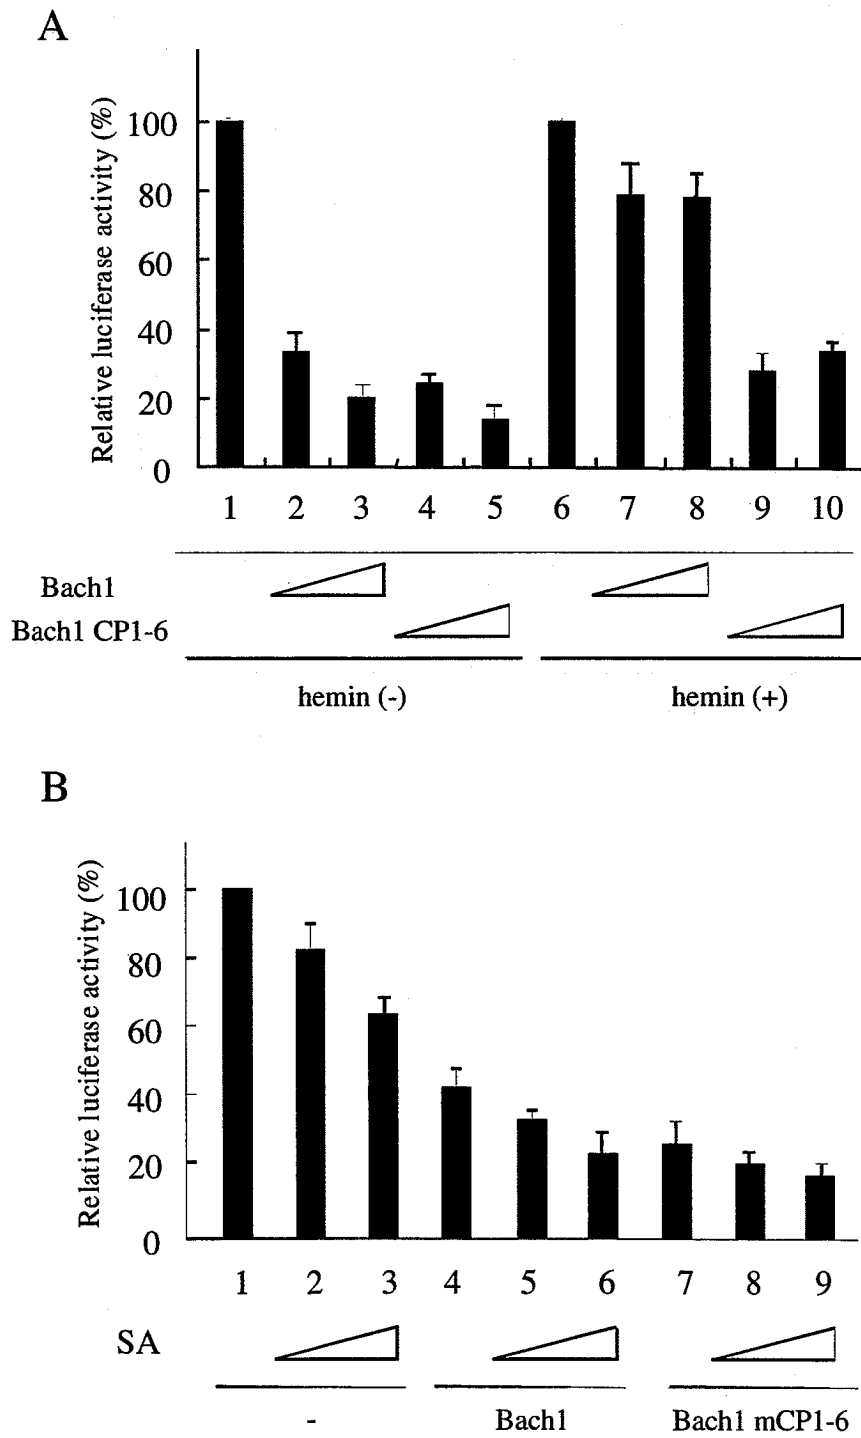 A
Relative luciferase activity (%)
100
80
60
40
20
0
1 2 3 4 5 6 7 8 9 10
Bach1
Bach1 CP1-6
hemin (-) hemin (+)
B
Relative luciferase activity (%)
100
80
60
40
20
0
1 2 3 4 5 6 7 8 9
SA
- Bach1 Bach1 mCP1-6